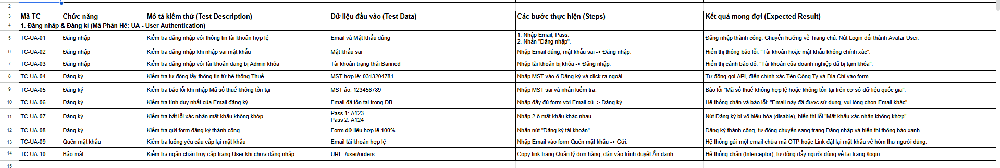 2
3 Mã TC Chức năng Mô tả kiểm thử (Test Description) Dữ liệu đầu vào (Test Data) Các bước thực hiện (Steps) Kết quả mong đợi (Expected Result)
4 1. Đăng nhập & Đăng kí (Mã Phân Hệ: UA - User Authentication)
5 TC-UA-01 Đăng nhập Kiểm tra đăng nhập với thông tin tài khoản hợp lệ Email và Mật khẩu đúng 1. Nhập Email, Pass.
2. Nhấn "Đăng nhập". Đăng nhập thành công. Chuyển hướng về Trang chủ. Nút Login đổi thành Avatar User.
6 TC-UA-02 Đăng nhập Kiểm tra đăng nhập khi nhập sai mật khẩu Mật khẩu sai Nhập Email đúng, mật khẩu sai -> Đăng nhập. Hiển thị thông báo lỗi: "Tài khoản hoặc mật khẩu không chính xác".
7 TC-UA-03 Đăng nhập Kiểm tra đăng nhập với tài khoản đang bị Admin khóa Tài khoản trạng thái Banned Nhập tài khoản bị khóa -> Đăng nhập. Hiển thị cảnh báo đỏ: "Tài khoản của doanh nghiệp đã bị tạm khóa".
8 TC-UA-04 Đăng ký Kiểm tra tự động lấy thông tin từ hệ thống Thuế MST hợp lệ: 0313204781 Nhập MST vào ô Đăng ký và click ra ngoài. Tự động gọi API, điền chính xác Tên Công Ty và Địa Chỉ vào form.
9 TC-UA-05 Đăng ký Kiểm tra báo lỗi khi nhập Mã số thuế không tồn tại MST ảo: 123456789 Nhập MST sai và nhấn kiểm tra. Báo lỗi "Mã số thuế không hợp lệ hoặc không tồn tại trên cơ sở dữ liệu quốc gia".
10 TC-UA-06 Đăng ký Kiểm tra tính duy nhất của Email đăng ký Email đã tồn tại trong DB Nhập đầy đủ form với Email cũ -> Đăng ký. Hệ thống chặn và báo lỗi: "Email này đã được sử dụng, vui lòng chọn Email khác".
11 TC-UA-07 Đăng ký Kiểm tra bắt lỗi xác nhận mật khẩu không khớp Pass 1: A123
Pass 2: A124 Nhập 2 ô mật khẩu khác nhau. Nút Đăng ký bị vô hiệu hóa (disable), hiển thị lỗi "Mật khẩu xác nhận không khớp".
12 TC-UA-08 Đăng ký Kiểm tra gửi form đăng ký thành công Form dữ liệu hợp lệ 100% Nhấn nút "Đăng ký tài khoản". Đăng ký thành công, tự động chuyển sang trang Đăng nhập và hiển thị thông báo xanh.
13 TC-UA-09 Quên mật khẩu Kiểm tra luồng yêu cầu cấp lại mật khẩu Email tài khoản hợp lệ Nhập Email vào form Quên mật khẩu -> Gửi. Hệ thống gửi một email chứa mã OTP hoặc Link đặt lại mật khẩu về hòm thư người dùng.
14 TC-UA-10 Bảo mật Kiểm tra ngăn chặn truy cập trang User khi chưa đăng nhập URL: /user/orders Copy link trang Quản lý đơn hàng, dán vào trình duyệt Ẩn danh. Hệ thống chặn (Interceptor), tự động đẩy người dùng về lại trang /login.
15